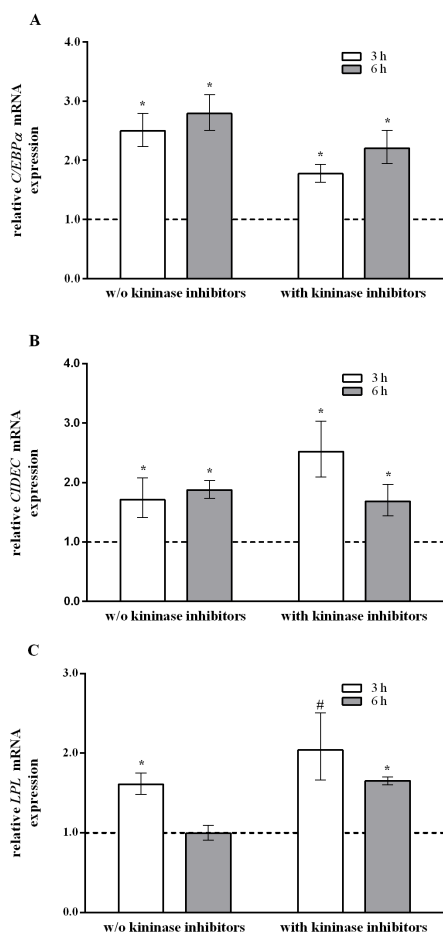 A
relative C/EBPα mRNA
expression
4.0
3.0
2.0
1.0
0.0
3 h
6 h
*
*
*
*
w/o kininase inhibitors
with kininase inhibitors
B
relative CIDEC mRNA
expression
4.0
3.0
2.0
1.0
0.0
3 h
6 h
*
*
*
*
w/o kininase inhibitors
with kininase inhibitors
C
relative LPL mRNA
expression
3.0
2.0
1.0
0.0
3 h
6 h
*
#
*
w/o kininase inhibitors
with kininase inhibitors